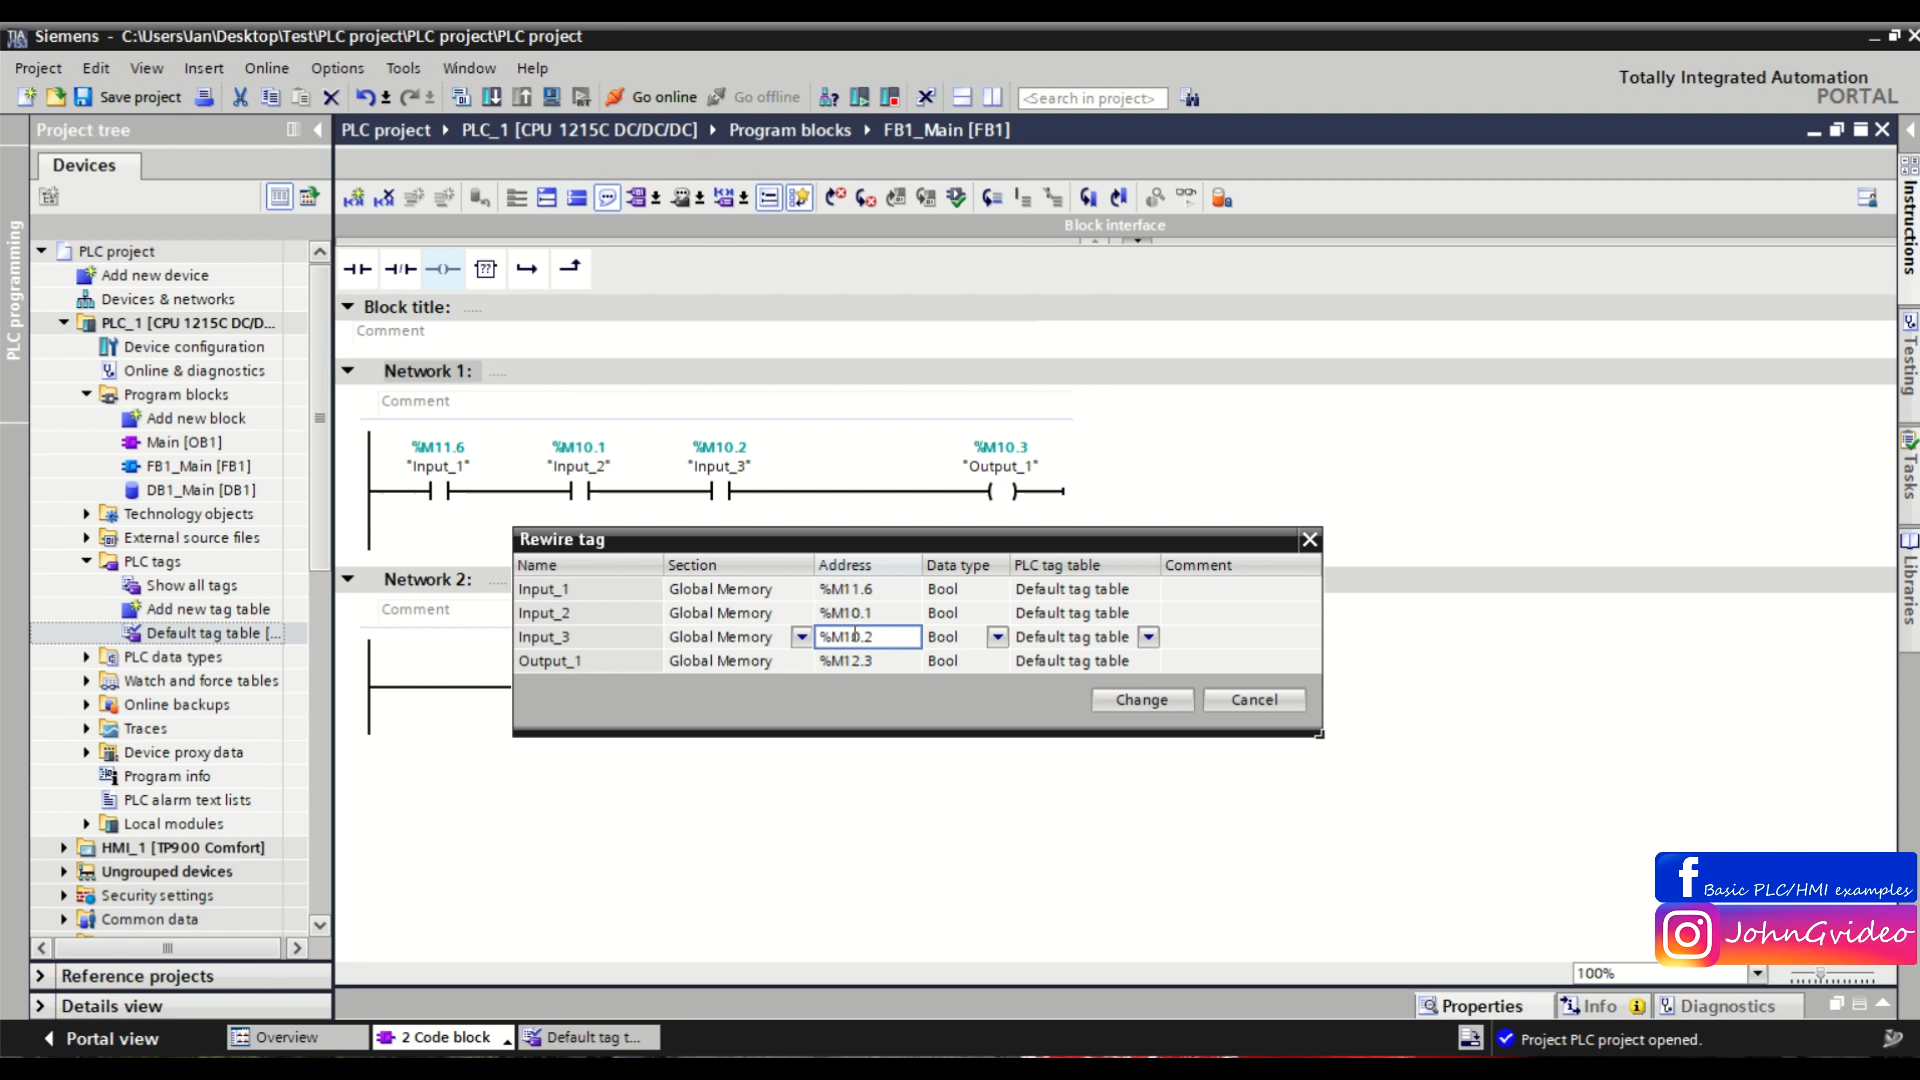 Siemens - C:\Users\Jan\Desktop\Test\PLC project\PLC project\PLC project
Project Edit View Insert Online Options Tools Window Help
Totally Integrated Automation
PORTAL
Save project
Go online
Go offline
<Search in project>
Project tree
PLC project PLC_1 [CPU 1215C DC/DC/DC] Program blocks FB1_Main [FB1]
Devices
Block interface
PLC programming
PLC project
Add new device
Devices & networks
PLC_1 [CPU 1215C DC/D...
Device configuration
Online & diagnostics
Program blocks
Add new block
Main [OB1]
FB1_Main [FB1]
DB1_Main [DB1]
Technology objects
External source files
PLC tags
Show all tags
Add new tag table
Default tag table [...
PLC data types
Watch and force tables
Online backups
Traces
Device proxy data
Program info
PLC alarm text lists
Local modules
HMI_1 [TP900 Comfort]
Ungrouped devices
Security settings
Common data
Reference projects
Details view
??
Block title: .....
Comment
Network 1: .....
Comment
%M11.6 %M10.1 %M10.2 %M10.3
"Input_1" "Input_2" "Input_3" "Output_1"
Network 2: .....
Comment
Rewire tag
Name Section Address Data type PLC tag table Comment
Input_1 Global Memory %M11.6 Bool Default tag table
Input_2 Global Memory %M10.1 Bool Default tag table
Input_3 Global Memory %M10.2 Bool Default tag table
Output_1 Global Memory %M12.3 Bool Default tag table
Change Cancel
Instructions
Testing
Tasks
Libraries
Basic PLC/HMI examples
JohnGvideo
100%
Properties Info Diagnostics
Portal view Overview 2 Code block Default tag t...
Project PLC project opened.